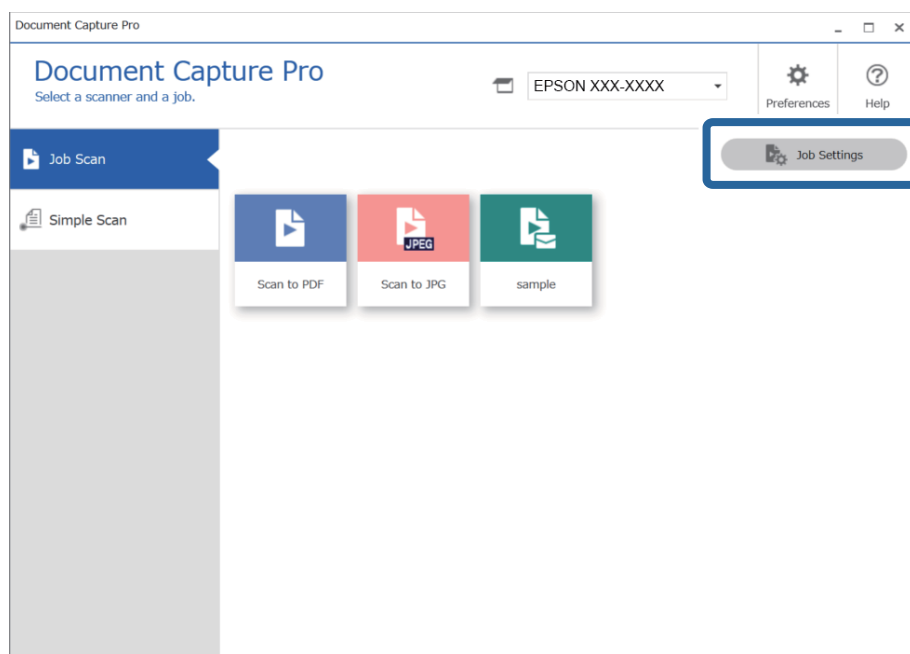 Document Capture Pro
Document Capture Pro
Select a scanner and a job.
EPSON XXX-XXXX
Preferences
Help
Job Scan
Job Settings
Simple Scan
JPEG
Scan to PDF
Scan to JPG
sample